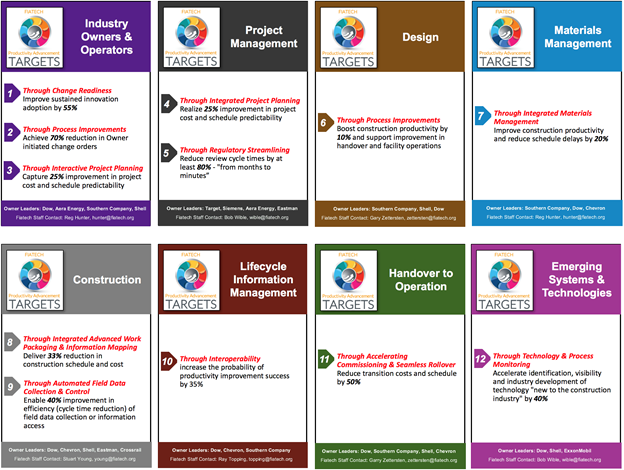 FIATECH
Productivity Advancement
TARGETS
Industry
Owners &
Operators
1
Through Change Readiness
Improve sustained innovation
adoption by 55%
2
Through Process Improvements
Achieve 70% reduction in Owner
initiated change orders
3
Through Interactive Project Planning
Capture 25% improvement in project
cost and schedule predictability
Owner Leaders: Dow, Aera Energy, Southern Company, Shell
Fiatech Staff Contact: Reg Hunter, hunter@fiatech.org
FIATECH
Productivity Advancement
TARGETS
Project
Management
4
Through Integrated Project Planning
Realize 25% improvement in project
cost and schedule predictability
5
Through Regulatory Streamlining
Reduce review cycle times by at
least 80% - "from months to
minutes"
Owner Leaders: Target, Siemens, Aera Energy, Eastman
Fiatech Staff Contact: Bob Wible, wible@fiatech.org
FIATECH
Productivity Advancement
TARGETS
Design
6
Through Process Improvements
Boost construction productivity by
10% and support improvement in
handover and facility operations
Owner Leaders: Southern Company, Shell, Dow
Fiatech Staff Contact: Gary Zettersten, zettersten@fiatech.org
FIATECH
Productivity Advancement
TARGETS
Materials
Management
7
Through Integrated Materials
Management
Improve construction productivity
and reduce schedule delays by 20%
Owner Leaders: Southern Company, Dow, Chevron
Fiatech Staff Contact: Reg Hunter, hunter@fiatech.org
FIATECH
Productivity Advancement
TARGETS
Construction
8
Through Integrated Advanced Work
Packaging & Information Mapping
Deliver 33% reduction in
construction schedule and cost
9
Through Automated Field Data
Collection & Control
Enable 40% improvement in
efficiency (cycle time reduction) of
field data collection or information
access
Owner Leaders: Dow, Chevron, Shell, Eastman, Crossrail
Fiatech Staff Contact: Stuart Young, young@fiatech.org
FIATECH
Productivity Advancement
TARGETS
Lifecycle
Information
Management
10
Through Interoperability
increase the probability of
productivity improvement success
by 35%
Owner Leaders: Dow, Chevron, Southern Company
Fiatech Staff Contact: Ray Topping, topping@fiatech.org
FIATECH
Productivity Advancement
TARGETS
Handover to
Operation
11
Through Accelerating
Commissioning & Seamless Rollover
Reduce transition costs and schedule
by 50%
Owner Leaders: Dow, Southern Company, Shell, Chevron
Fiatech Staff Contact: Garry Zettersten, zettersten@fiatech.org
FIATECH
Productivity Advancement
TARGETS
Emerging
Systems &
Technologies
12
Through Technology & Process
Monitoring
Accelerate identification, visibility
and industry development of
technology "new to the construction
industry" by 40%
Owner Leaders: Dow, Shell, ExxonMobil
Fiatech Staff Contact: Bob Wible, wible@fiatech.org